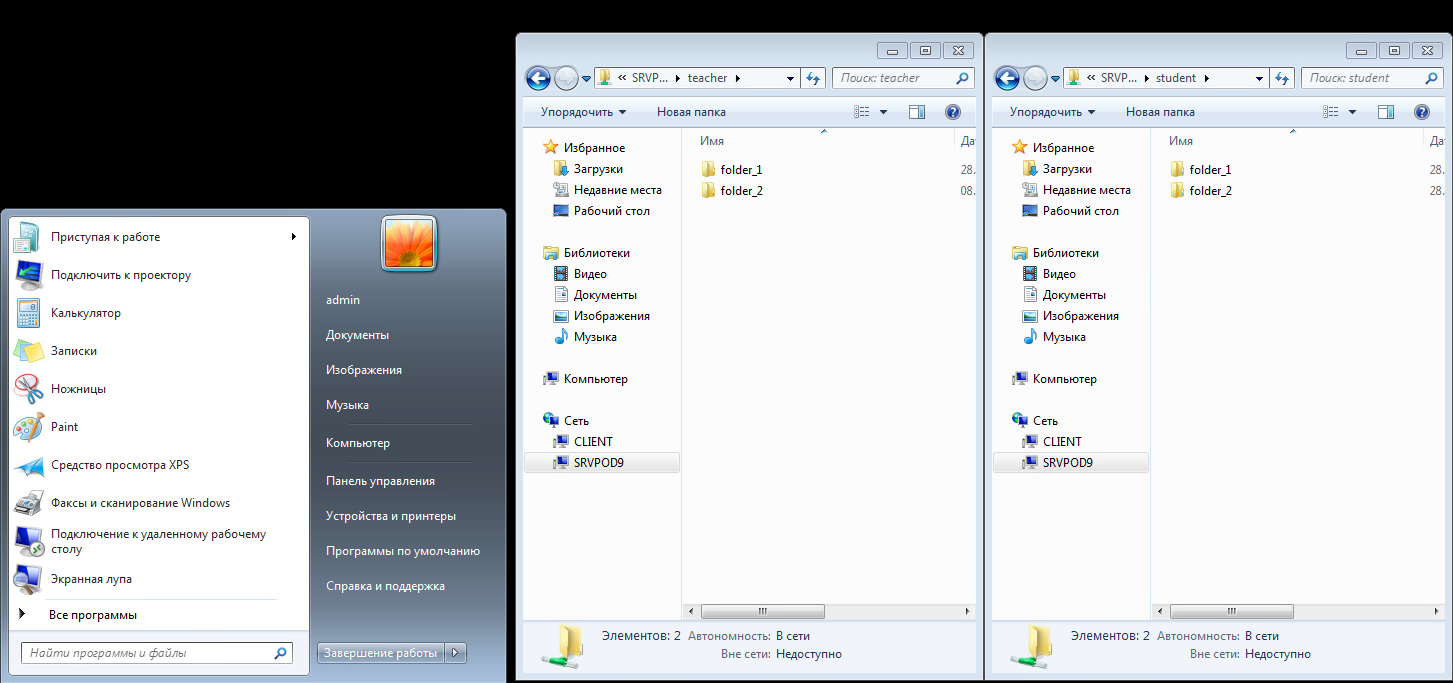 Приступая к работе
Подключить к проектору
Калькулятор
Записки
Ножницы
Paint
Средство просмотра XPS
Факсы и сканирование Windows
Подключение к удаленному рабочему
столу
Экранная лупа
Все программы
Найти программы и файлы
admin
Документы
Изображения
Музыка
Компьютер
Панель управления
Устройства и принтеры
Программы по умолчанию
Справка и поддержка
Завершение работы
« SRVP... teacher
Поиск: teacher
Упорядочить Новая папка
Избранное
Загрузки
Недавние места
Рабочий стол
Библиотеки
Видео
Документы
Изображения
Музыка
Компьютер
Сеть
CLIENT
SRVPOD9
Имя Да
folder_1 28.
folder_2 08.
Элементов: 2 Автономность: В сети
Вне сети: Недоступно
« SRVP... student
Поиск: student
Упорядочить Новая папка
Избранное
Загрузки
Недавние места
Рабочий стол
Библиотеки
Видео
Документы
Изображения
Музыка
Компьютер
Сеть
CLIENT
SRVPOD9
Имя Да
folder_1 28.
folder_2 28.
Элементов: 2 Автономность: В сети
Вне сети: Недоступно